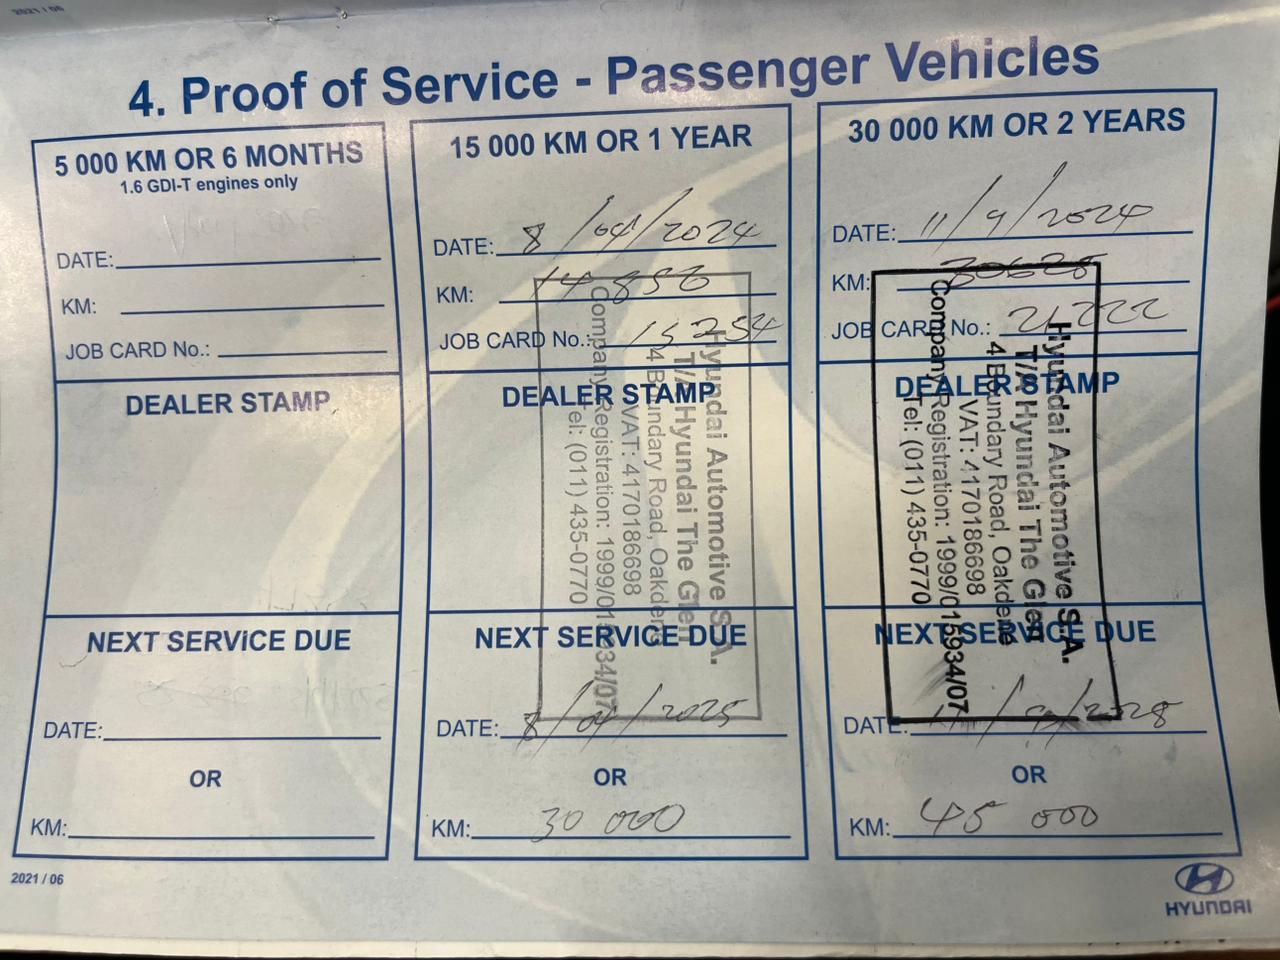 2021 / 06
4. Proof of Service - Passenger Vehicles
5 000 KM OR 6 MONTHS
1.6 GDI-T engines only
DATE:
KM:
JOB CARD No.:
DEALER STAMP
NEXT SERVICE DUE
DATE:
OR
KM:
15 000 KM OR 1 YEAR
DATE: 8/04/2024
KM: 14 856
JOB CARD No.: 15254
DEALER STAMP
Hyundai Automotive S.A.
T/A Hyundai The Glen
4 Boundary Road, Oakdene
VAT: 4170186698
Company Registration: 1999/015934/07
Tel: (011) 435-0770
NEXT SERVICE DUE
DATE: 8/04/2025
OR
KM: 30 000
30 000 KM OR 2 YEARS
DATE: 11/9/2024
KM: 30628
JOB CARD No.: 21222
DEALER STAMP
Hyundai Automotive S.A.
T/A Hyundai The Glen
4 Boundary Road, Oakdene
VAT: 4170186698
Company Registration: 1999/015934/07
Tel: (011) 435-0770
NEXT SERVICE DUE
DATE:
OR
KM: 45 000
2021 / 06
HYUNDAI